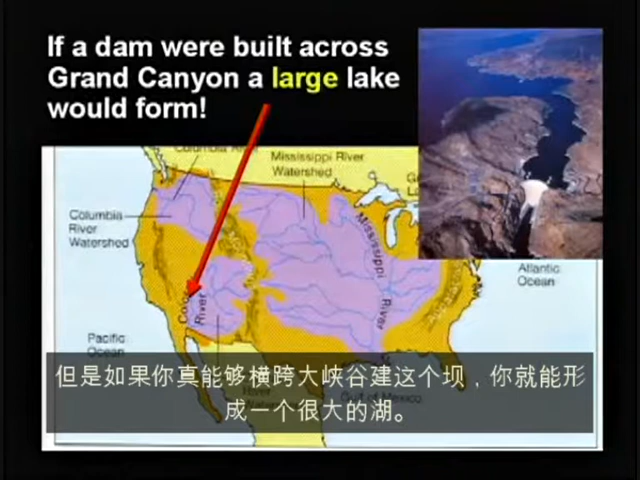 If a dam were built across
Grand Canyon a large lake
would form!
Mississippi River
Watershed
Columbia
River
Watershed
Mississippi
River
River
Atlantic
Ocean
Pacific
Ocean
但是如果你真能够横跨大峡谷建这个坝，你就能形
成一个很大的湖。